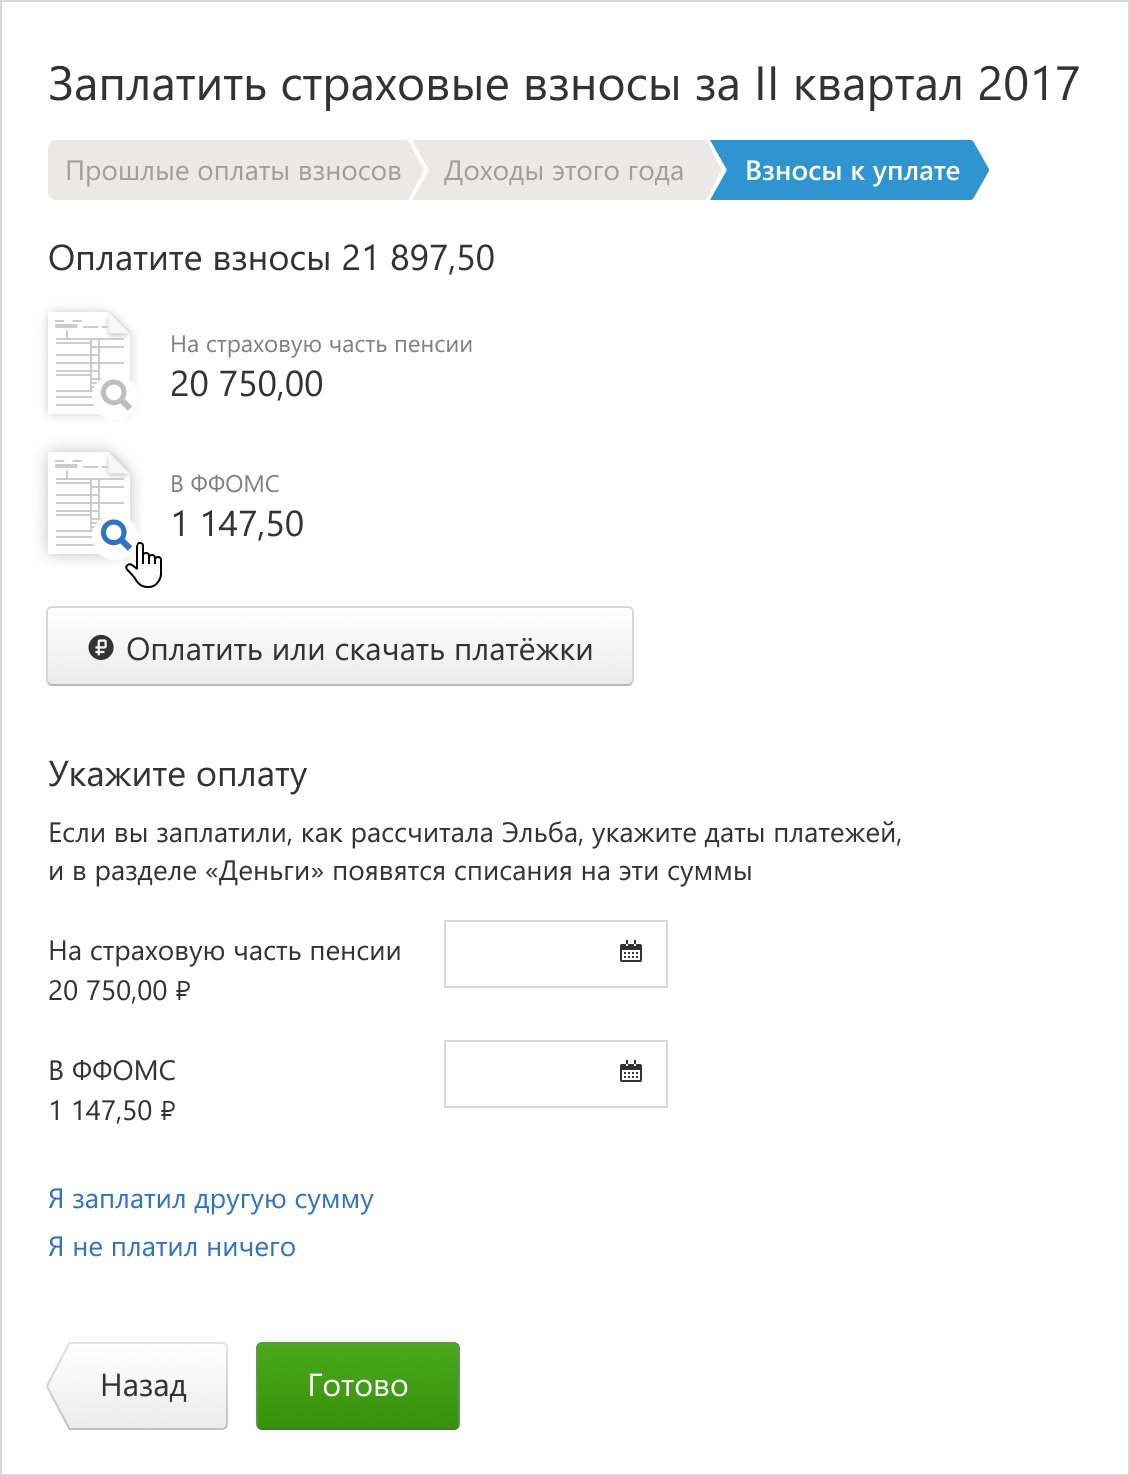 Заплатить страховые взносы за II квартал 2017
Прошлые оплаты взносов
Доходы этого года
Взносы к уплате
Оплатите взносы 21 897,50
На страховую часть пенсии
20 750,00
В ФФОМС
1 147,50
Оплатить или скачать платёжки
Укажите оплату
Если вы заплатили, как рассчитала Эльба, укажите даты платежей,
и в разделе «Деньги» появятся списания на эти суммы
На страховую часть пенсии
20 750,00 ₽
В ФФОМС
1 147,50 ₽
Я заплатил другую сумму
Я не платил ничего
Назад
Готово